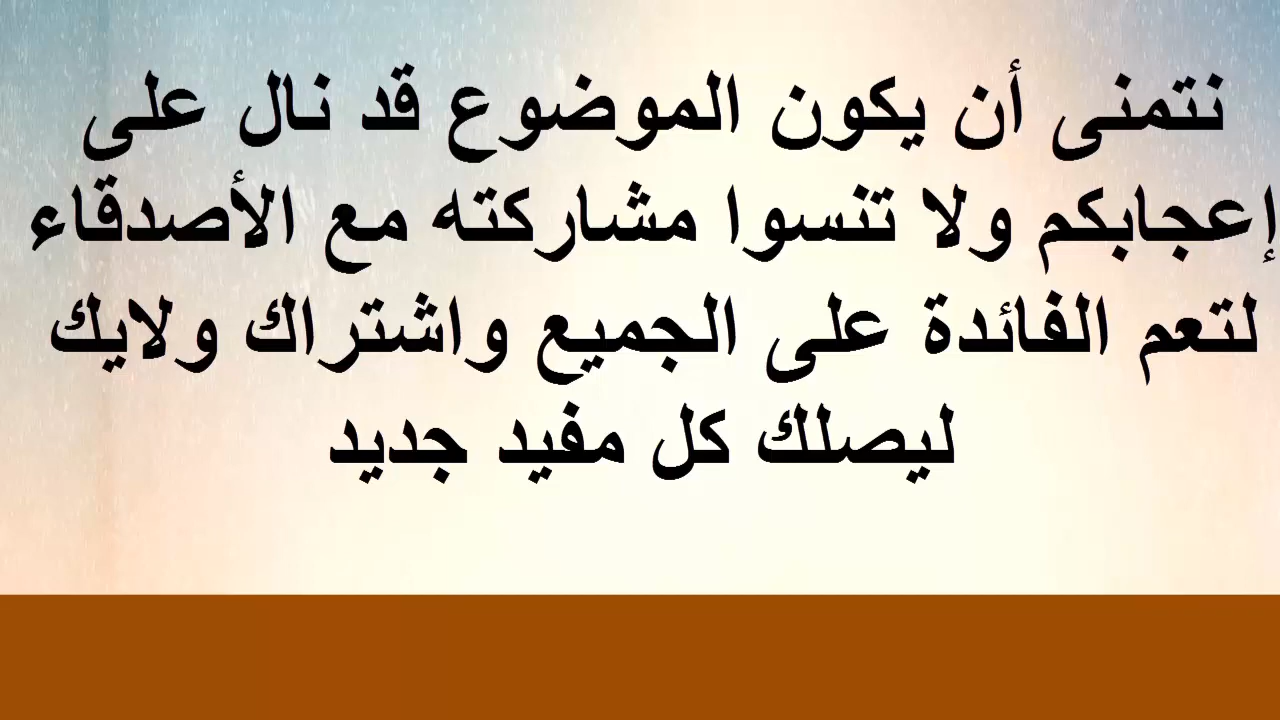 نتمنى أن يكون الموضوع قد نال على
إعجابكم ولا تنسوا مشاركته مع الأصدقاء
لتعم الفائدة على الجميع واشتراك ولايك
ليصلك كل مفيد جديد